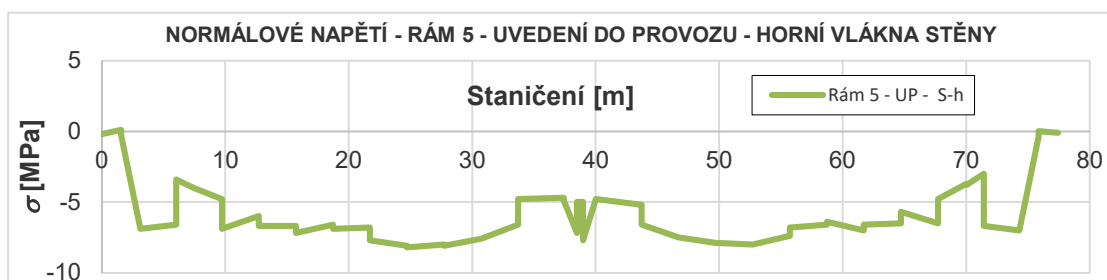 NORMÁLOVÉ NAPĚTÍ - RÁM 5 - UVEDENÍ DO PROVOZU - HORNÍ VLÁKNA STĚNY
5
Staničení [m]
Rám 5 - UP - S-h
0
0 10 20 30 40 50 60 70 80
σ [MPa]
-5
-10